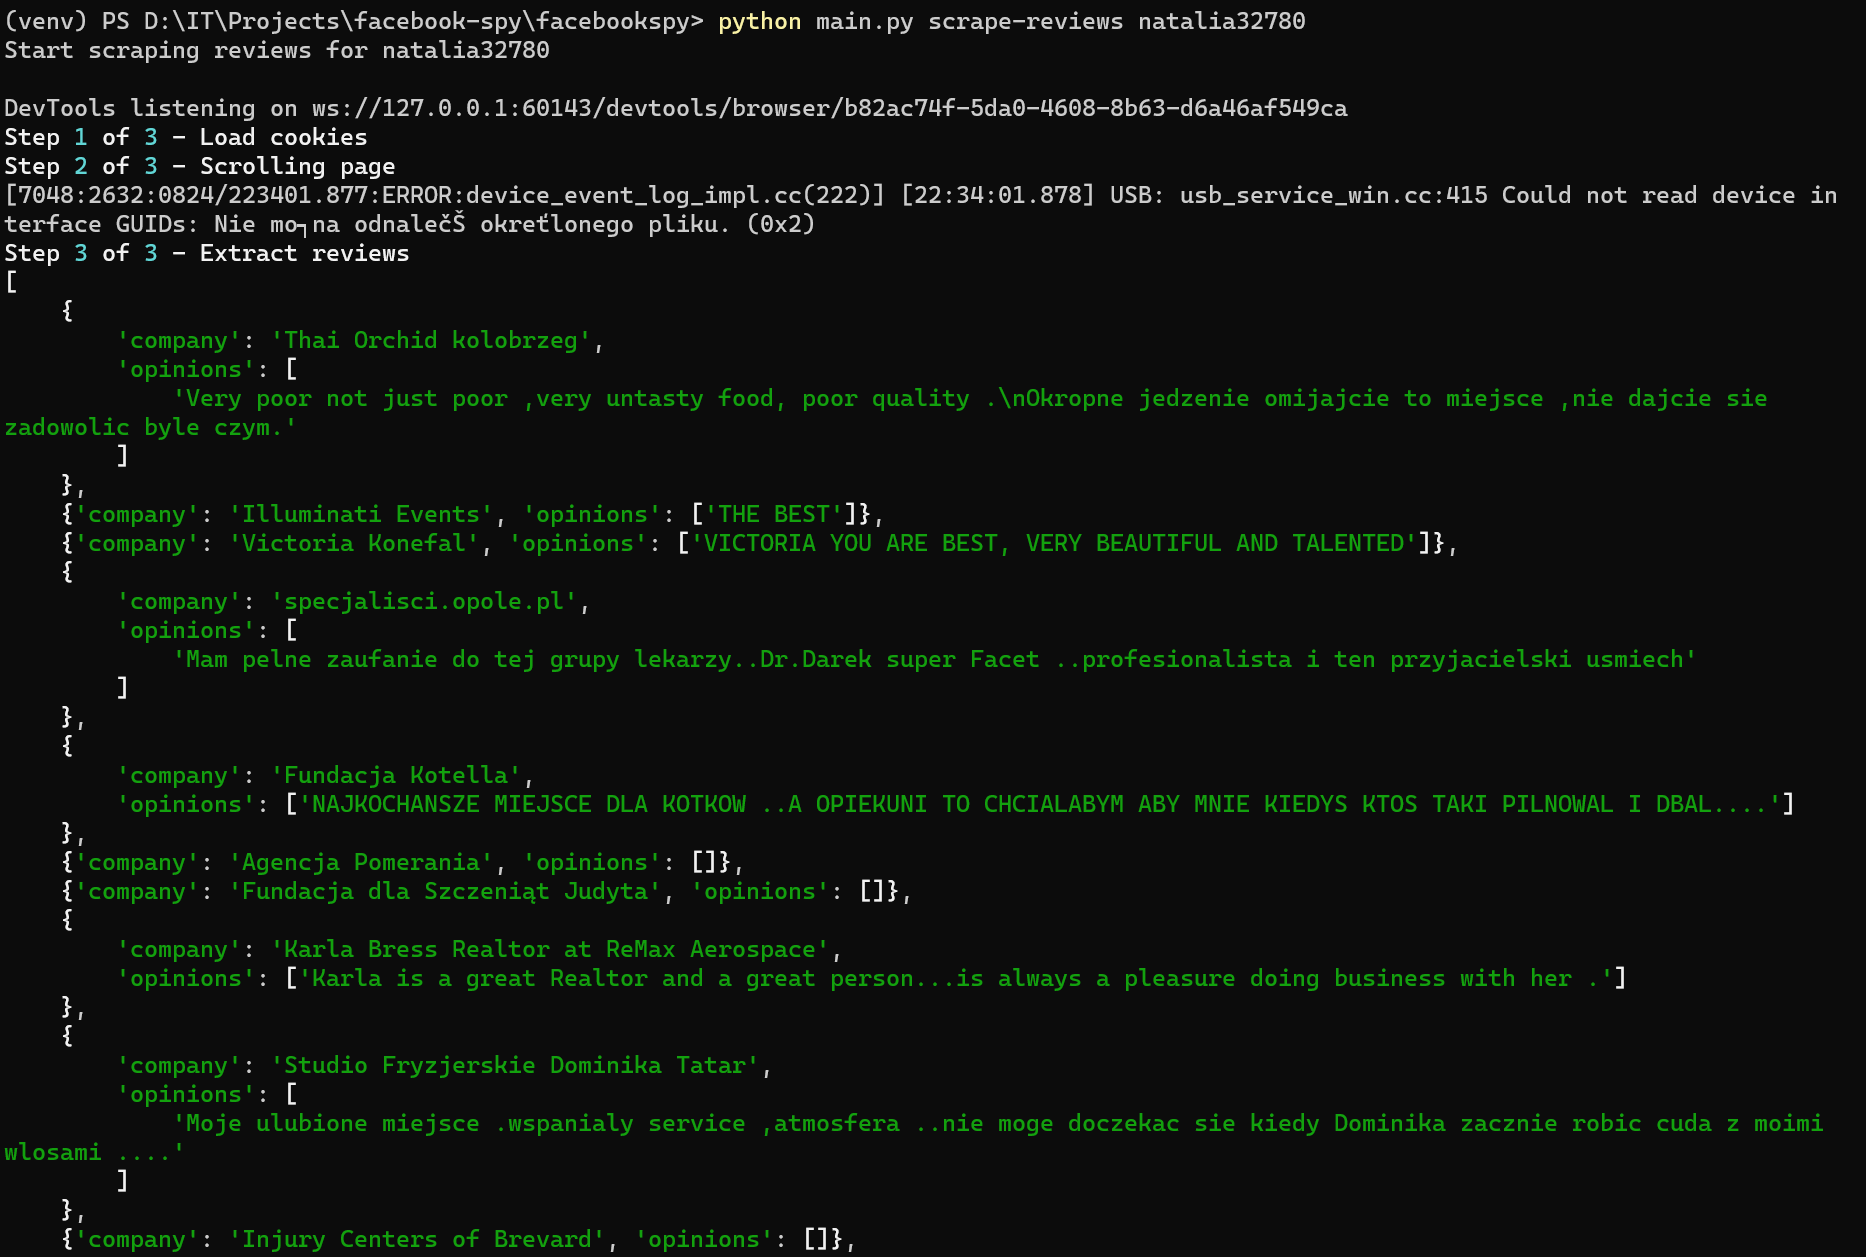 (venv) PS D:\IT\Projects\facebook-spy\facebookspy> python main.py scrape-reviews natalia32780
Start scraping reviews for natalia32780
DevTools listening on ws://127.0.0.1:60143/devtools/browser/b82ac74f-5da0-4608-8b63-d6a46af549ca
Step 1 of 3 - Load cookies
Step 2 of 3 - Scrolling page
[7048:2632:0824/223401.877:ERROR:device_event_log_impl.cc(222)] [22:34:01.878] USB: usb_service_win.cc:415 Could not read device in
terface GUIDs: Nie mo┐na odnalečŠ okreťlonego pliku. (0x2)
Step 3 of 3 - Extract reviews
[
    {
        'company': 'Thai Orchid kolobrzeg',
        'opinions': [
            'Very poor not just poor ,very untasty food, poor quality .\nOkropne jedzenie omijajcie to miejsce ,nie dajcie sie
zadowolic byle czym.'
        ]
    },
    {'company': 'Illuminati Events', 'opinions': ['THE BEST']},
    {'company': 'Victoria Konefal', 'opinions': ['VICTORIA YOU ARE BEST, VERY BEAUTIFUL AND TALENTED']},
    {
        'company': 'specjalisci.opole.pl',
        'opinions': [
            'Mam pelne zaufanie do tej grupy lekarzy..Dr.Darek super Facet ..profesionalista i ten przyjacielski usmiech'
        ]
    },
    {
        'company': 'Fundacja Kotella',
        'opinions': ['NAJKOCHANSZE MIEJSCE DLA KOTKOW ..A OPIEKUNI TO CHCIALABYM ABY MNIE KIEDYS KTOS TAKI PILNOWAL I DBAL....']
    },
    {'company': 'Agencja Pomerania', 'opinions': []},
    {'company': 'Fundacja dla Szczeniąt Judyta', 'opinions': []},
    {
        'company': 'Karla Bress Realtor at ReMax Aerospace',
        'opinions': ['Karla is a great Realtor and a great person...is always a pleasure doing business with her .']
    },
    {
        'company': 'Studio Fryzjerskie Dominika Tatar',
        'opinions': [
            'Moje ulubione miejsce .wspanialy service ,atmosfera ..nie moge doczekac sie kiedy Dominika zacznie robic cuda z moimi
wlosami ....'
        ]
    },
    {'company': 'Injury Centers of Brevard', 'opinions': []},